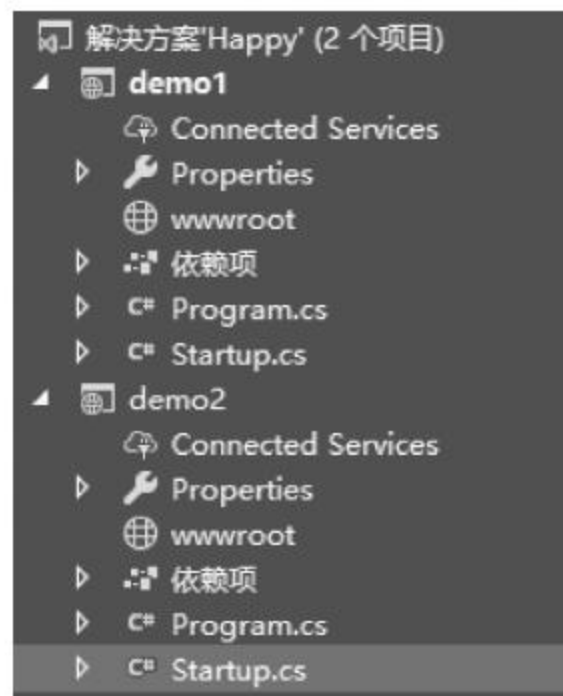 解决方案'Happy' (2 个项目)
demo1
Connected Services
Properties
wwwroot
依赖项
C# Program.cs
C# Startup.cs
demo2
Connected Services
Properties
wwwroot
依赖项
C# Program.cs
C# Startup.cs